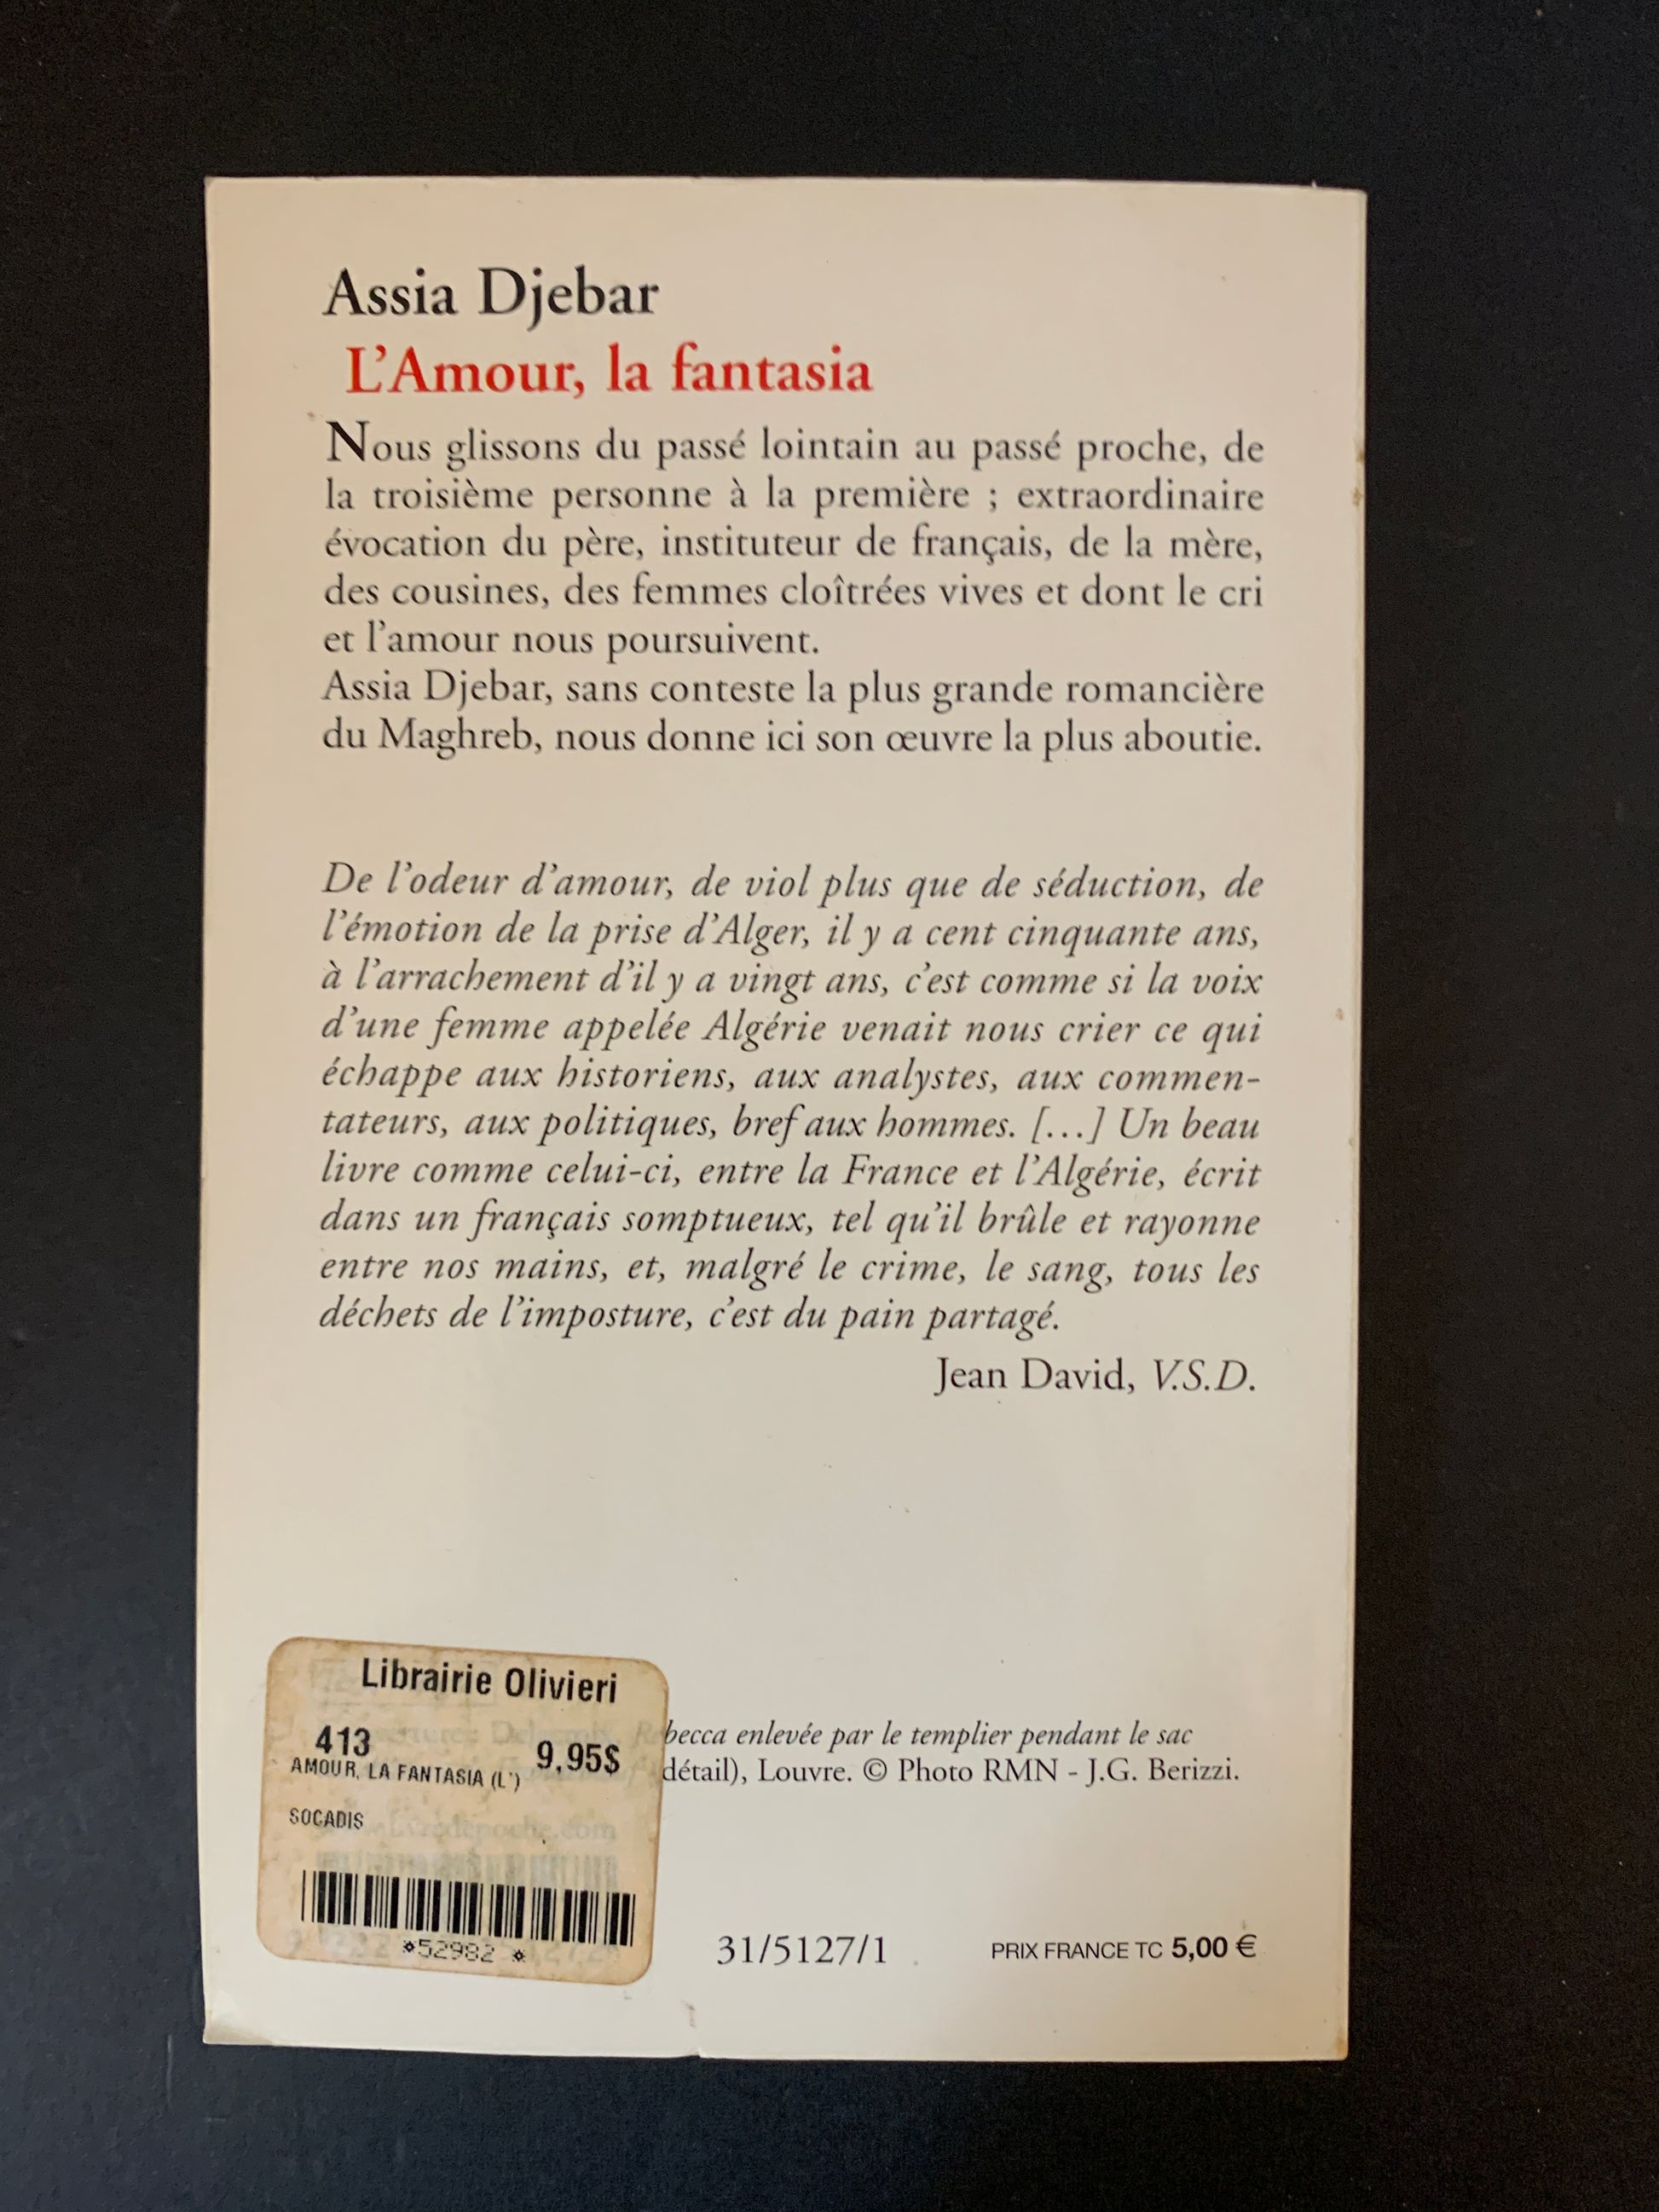 Assia Djebar
L'Amour, la fantasia
Nous glissons du passé lointain au passé proche, de
la troisième personne à la première ; extraordinaire
évocation du père, instituteur de français, de la mère,
des cousines, des femmes cloîtrées vives et dont le cri
et l'amour nous poursuivent.
Assia Djebar, sans conteste la plus grande romancière
du Maghreb, nous donne ici son œuvre la plus aboutie.
De l'odeur d'amour, de viol plus que de séduction, de
l'émotion de la prise d'Alger, il y a cent cinquante ans,
à l'arrachement d'il y a vingt ans, c'est comme si la voix
d'une femme appelée Algérie venait nous crier ce qui
échappe aux historiens, aux analystes, aux commen-
tateurs, aux politiques, bref aux hommes. [...] Un beau
livre comme celui-ci, entre la France et l'Algérie, écrit
dans un français somptueux, tel qu'il brûle et rayonne
entre nos mains, et, malgré le crime, le sang, tous les
déchets de l'imposture, c'est du pain partagé.
Jean David, V.S.D.
Librairie Olivieri
413
9.95$
AMOUR, LA FANTASIA (L')
SOCADIS
*52982 *
Rebecca enlevée par le templier pendant le sac
détail), Louvre. © Photo RMN - J.G. Berizzi.
31/5127/1
PRIX FRANCE TC 5,00 €